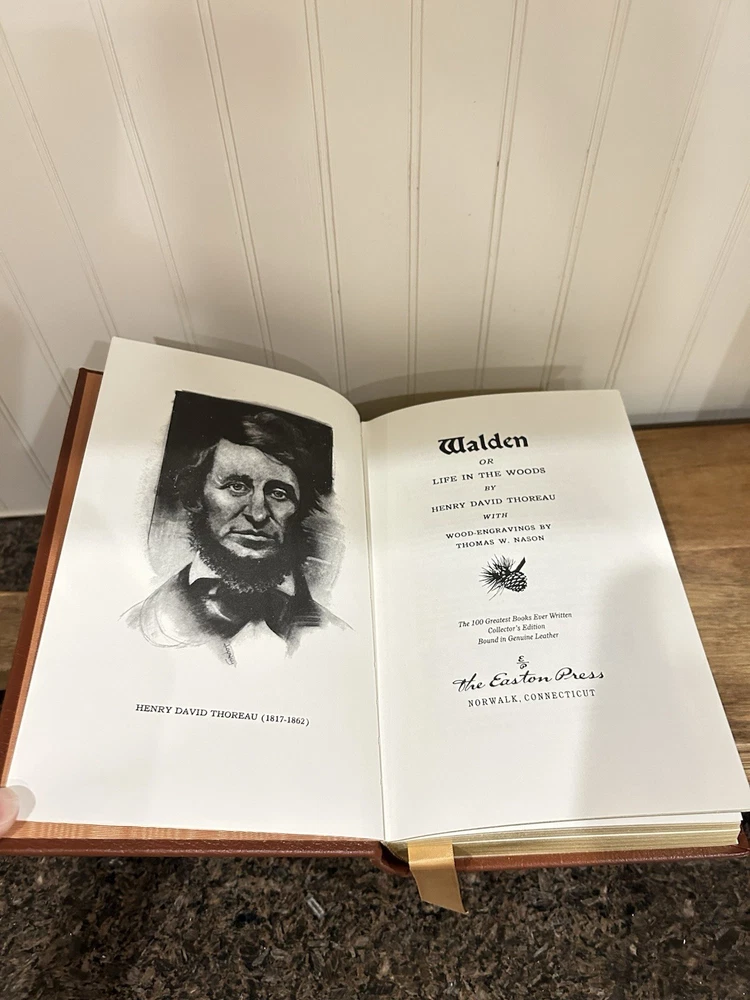 HENRY DAVID THOREAU (1817-1862)
Walden
OR
LIFE IN THE WOODS
BY
HENRY DAVID THOREAU
WITH
WOOD-ENGRAVINGS BY
THOMAS W. NASON
The 100 Greatest Books Ever Written
Collector's Edition
Bound in Genuine Leather
the Easton Press
NORWALK, CONNECTICUT